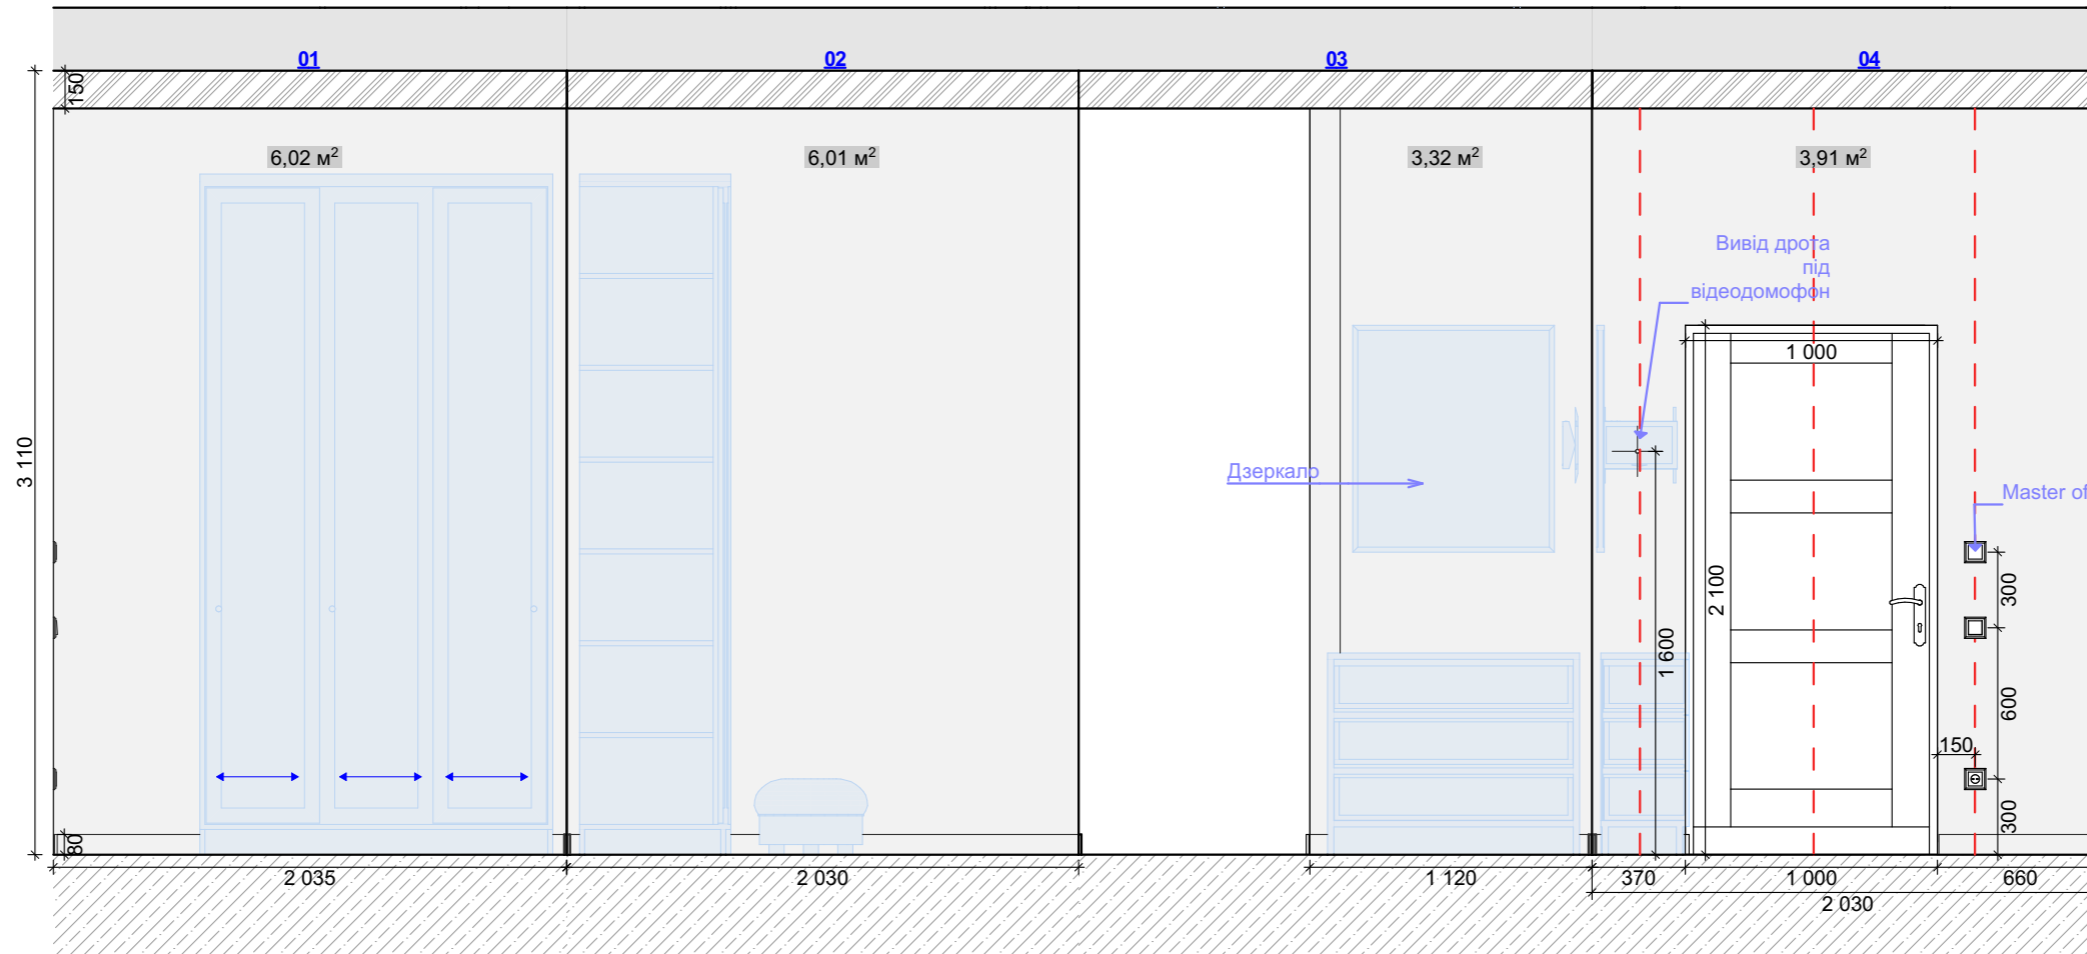 01
02
03
04
150
6,02 м²
6,01 м²
3,32 м²
3,91 м²
Вивід дрота
під
відеодомофон
1 000
3 110
Дзеркало
Master of
2 100
300
1 600
600
150
300
80
2 035
2 030
1 120
370
1 000
660
2 030